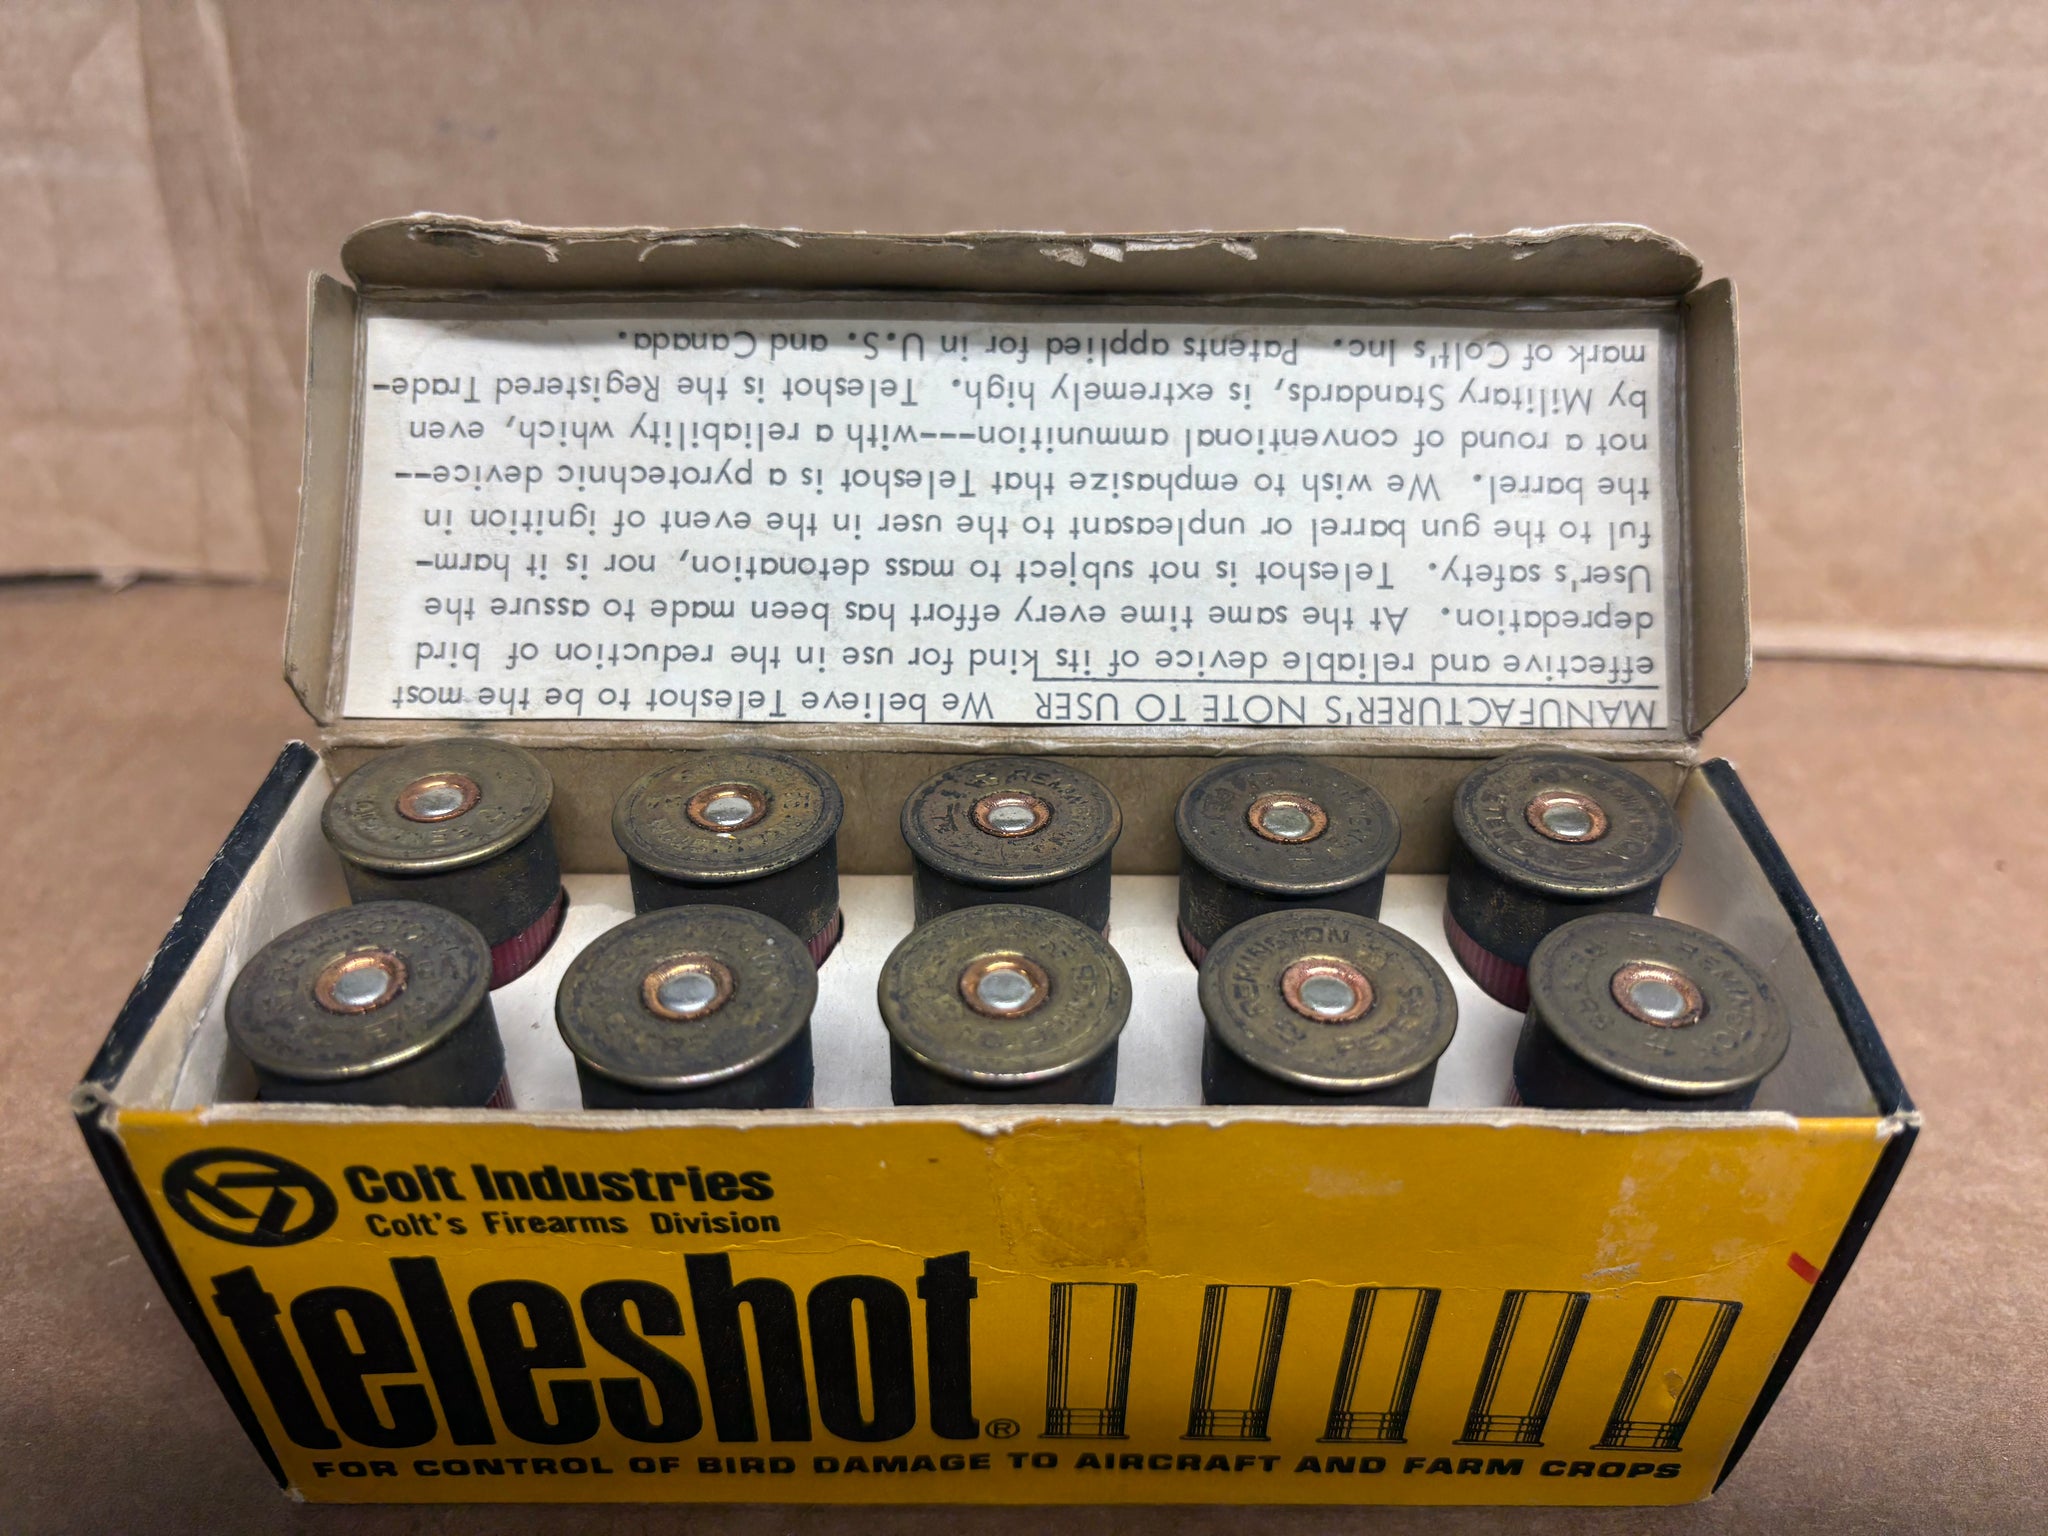 MANUFACTURER'S NOTE TO USER We believe Teleshot to be the most
effective and reliable device of its kind for use in the reduction of bird
depredation. At the same time every effort has been made to assure the
User's safety. Teleshot is not subject to mass detonation, nor is it harm-
ful to the gun barrel or unpleasant to the user in the event of ignition in
the barrel. We wish to emphasize that Teleshot is a pyrotechnic device--
not a round of conventional ammunition---with a reliability which, even
by Military Standards, is extremely high. Teleshot is the Registered Trade-
mark of Colt's Inc. Patents applied for in U.S. and Canada.
REMINGTON
REMINGTON
Colt Industries
Colt's Firearms Division
teleshot®
FOR CONTROL OF BIRD DAMAGE TO AIRCRAFT AND FARM CROPS